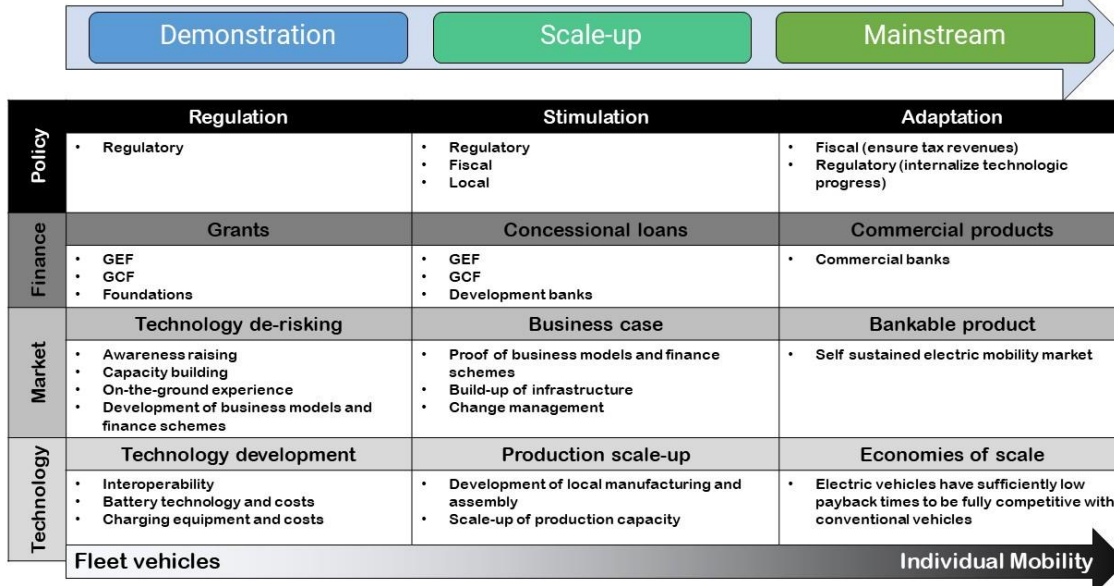 Demonstration
Scale-up
Mainstream
Policy
Regulation
Stimulation
Adaptation
• Regulatory
• Regulatory
• Fiscal
• Local
• Fiscal (ensure tax revenues)
• Regulatory (internalize technologic
progress)
Finance
Grants
Concessional loans
Commercial products
• GEF
• GCF
• Foundations
• GEF
• GCF
• Development banks
• Commercial banks
Market
Technology de-risking
Business case
Bankable product
• Awareness raising
• Capacity building
• On-the-ground experience
• Development of business models and
finance schemes
• Proof of business models and finance
schemes
• Build-up of infrastructure
• Change management
• Self sustained electric mobility market
Technology
Technology development
Production scale-up
Economies of scale
• Interoperability
• Battery technology and costs
• Charging equipment and costs
• Development of local manufacturing and
assembly
• Scale-up of production capacity
• Electric vehicles have sufficiently low
payback times to be fully competitive with
conventional vehicles
Fleet vehicles
Individual Mobility